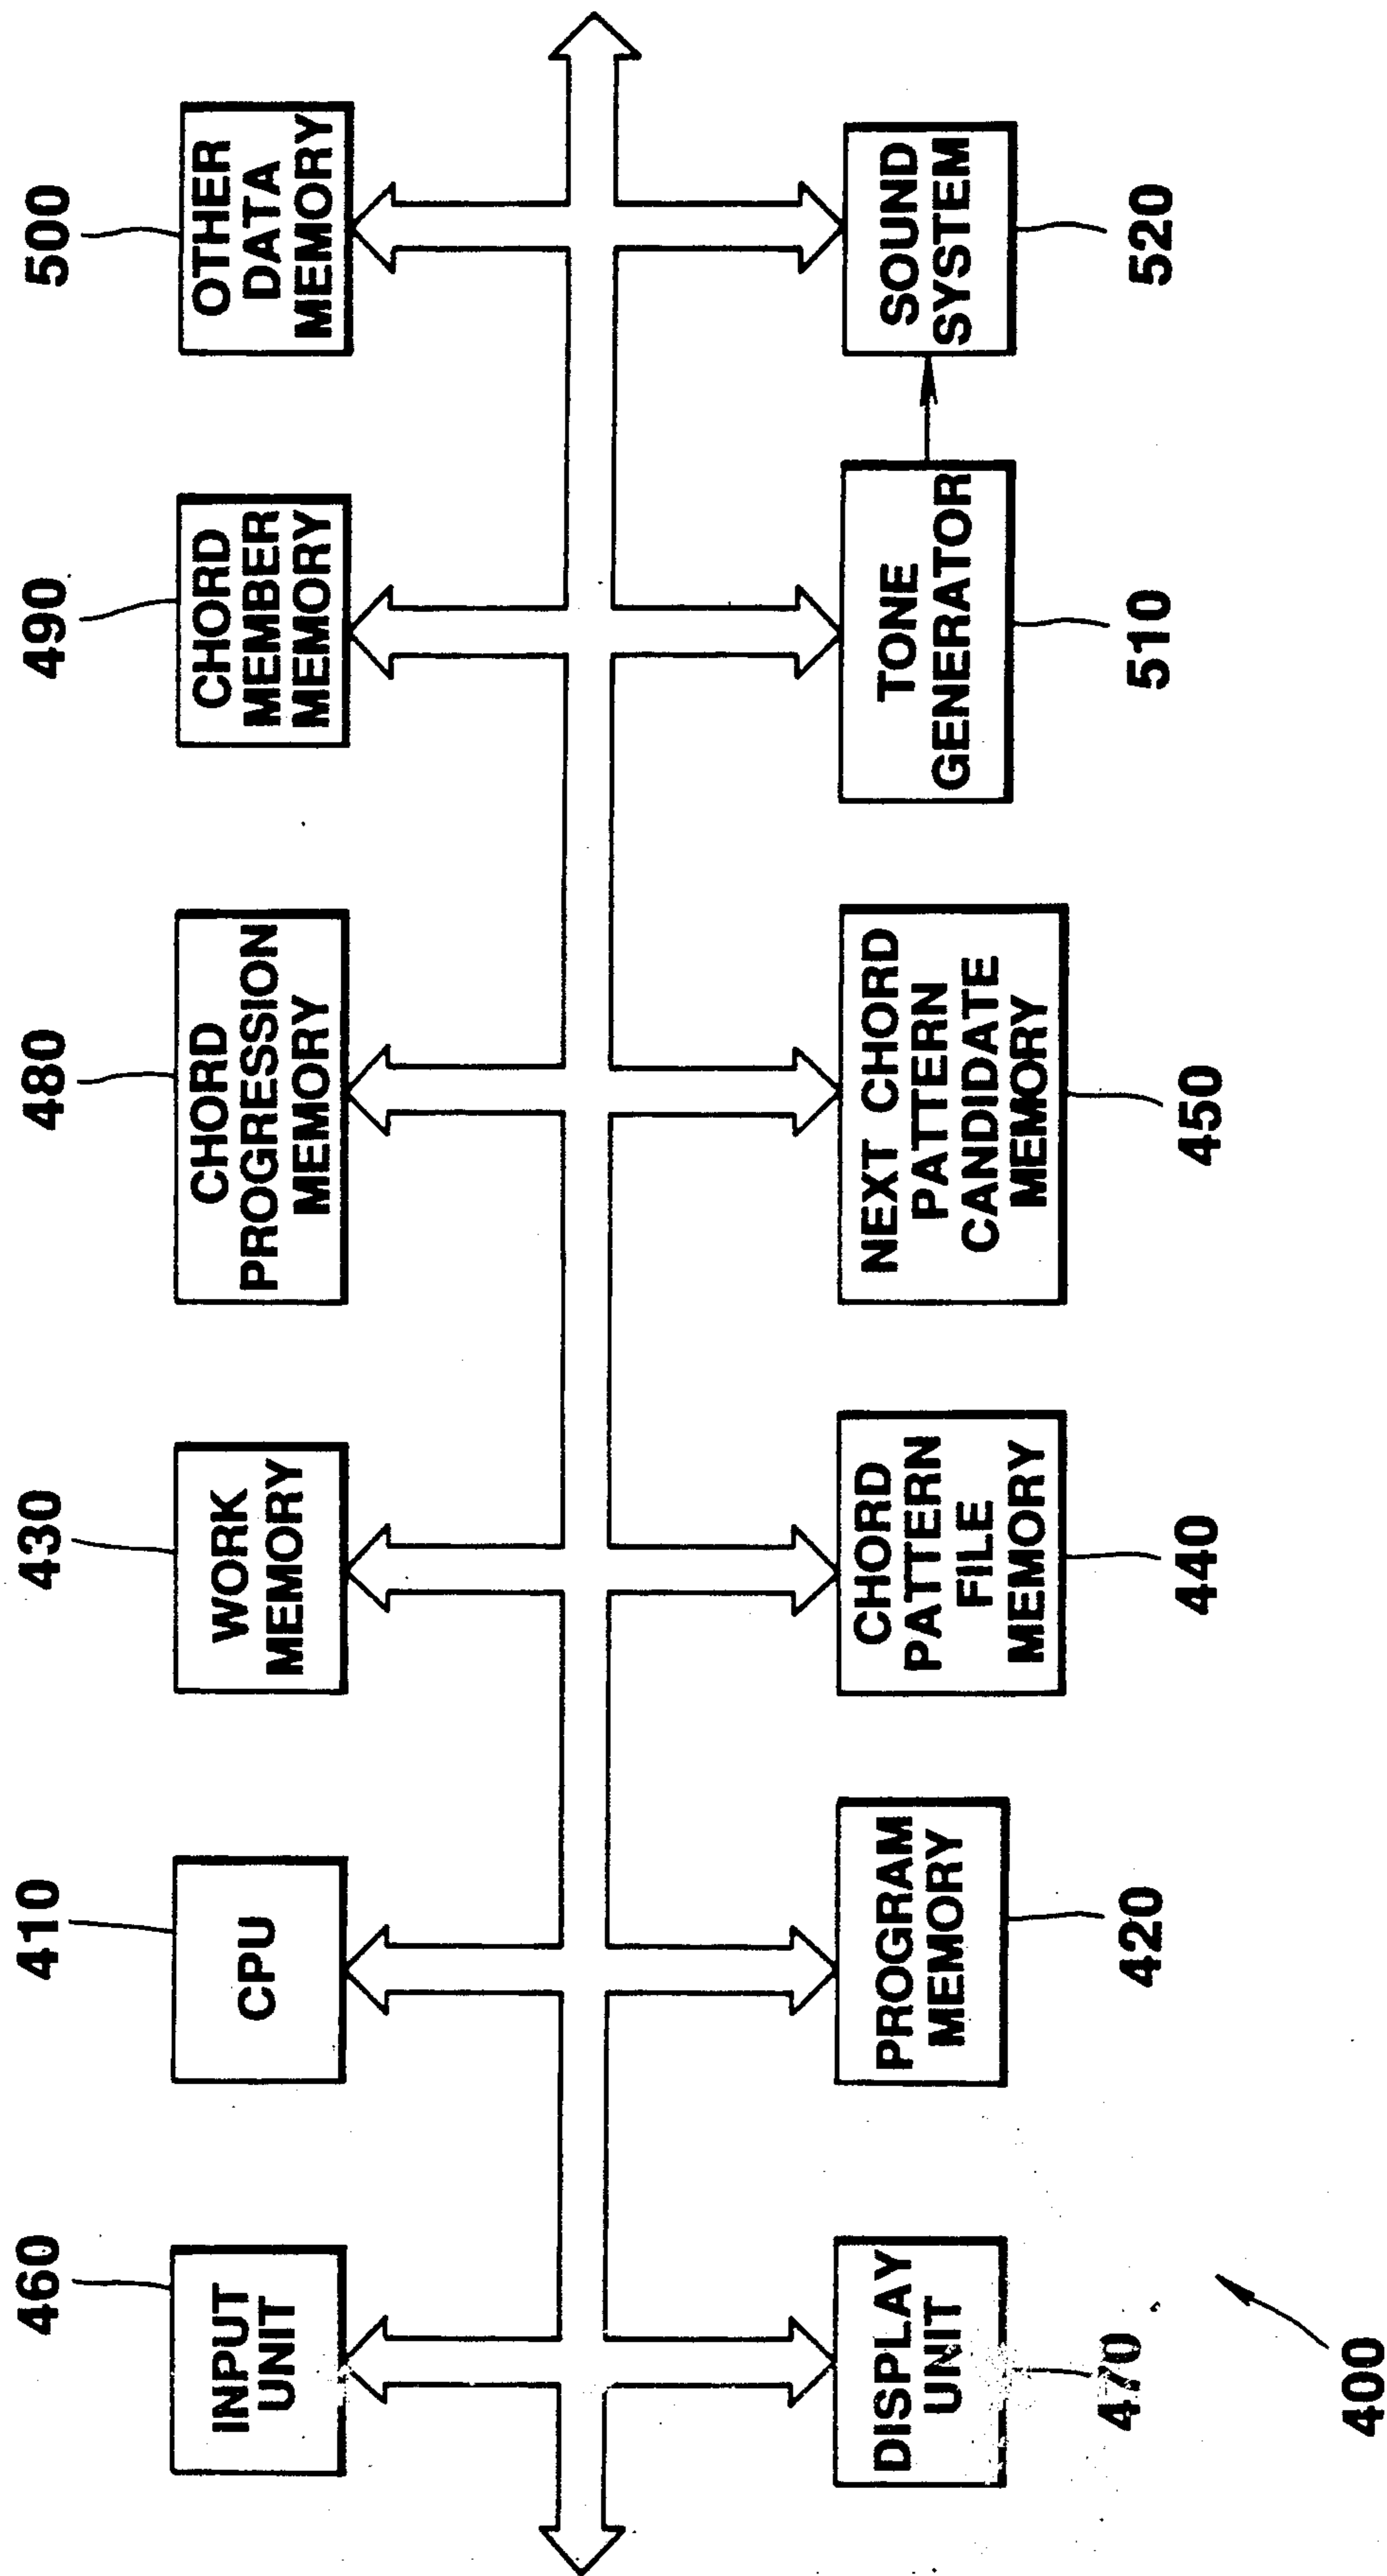 460
INPUT
UNIT
410
CPU
430
WORK
MEMORY
480
CHORD
PROGRESSION
MEMORY
490
CHORD
MEMBER
MEMORY
500
OTHER
DATA
MEMORY
DISPLAY
UNIT
470
PROGRAM
MEMORY
420
CHORD
PATTERN
FILE
MEMORY
440
NEXT CHORD
PATTERN
CANDIDATE
MEMORY
450
TONE
GENERATOR
510
SOUND
SYSTEM
520
400